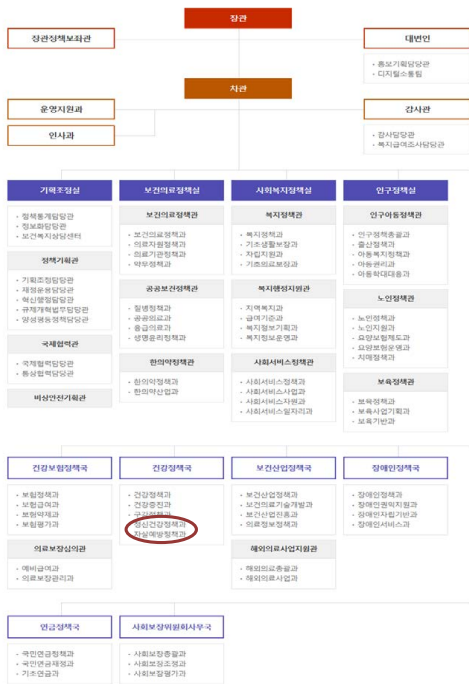 장관
장관정책보좌관
대변인
홍보기획담당관
디지털소통팀
차관
운영지원과
인사과
감사관
감사담당관
복지급여조사담당관
기획조정실
정책통계담당관
정보화담당관
보건복지상담센터
정책기획관
기획조정담당관
재정운용담당관
혁신행정담당관
규제개혁법무담당관
양성평등정책담당관
국제협력관
국제협력담당관
통상협력담당관
비상안전기획관
보건의료정책실
보건의료정책관
보건의료정책과
의료자원정책과
의료기관정책과
약무정책과
공공보건정책관
질병정책과
공공의료과
응급의료과
생명윤리정책과
한의약정책관
한의약정책과
한의약산업과
사회복지정책실
복지정책관
복지정책과
기초생활보장과
자립지원과
기초의료보장과
복지행정지원관
지역복지과
급여기준과
복지정보기획과
복지정보운영과
사회서비스정책관
사회서비스정책과
사회서비스사업과
사회서비스자원과
사회서비스일자리과
인구정책실
인구아동정책관
인구정책총괄과
출산정책과
아동복지정책과
아동권리과
아동학대대응과
노인정책관
노인정책과
노인지원과
요양보험제도과
요양보험운영과
치매정책과
보육정책관
보육정책과
보육사업기획과
보육기반과
건강보험정책국
보험정책과
보험급여과
보험약제과
보험평가과
의료보장심의관
예비급여과
의료보장관리과
건강정책국
건강정책과
건강증진과
구강정책과
정신건강정책과
자살예방정책과
보건산업정책국
보건산업정책과
보건의료기술개발과
보건산업진흥과
의료정보정책과
해외의료사업지원관
해외의료총괄과
해외의료사업과
장애인정책국
장애인정책과
장애인권익지원과
장애인자립기반과
장애인서비스과
연금정책국
국민연금정책과
국민연금재정과
기초연금과
사회보장위원회사무국
사회보장총괄과
사회보장조정과
사회보장평가과